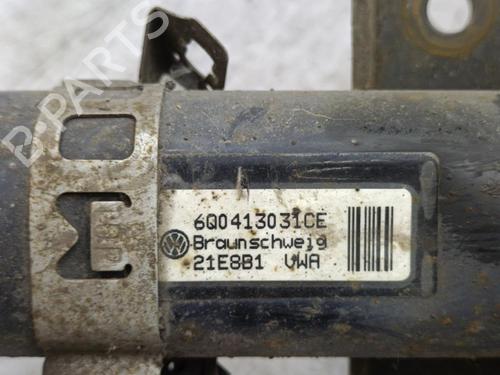 6Q0413031CE
Braunschweig
21E8B1 VWA
B-PARTS